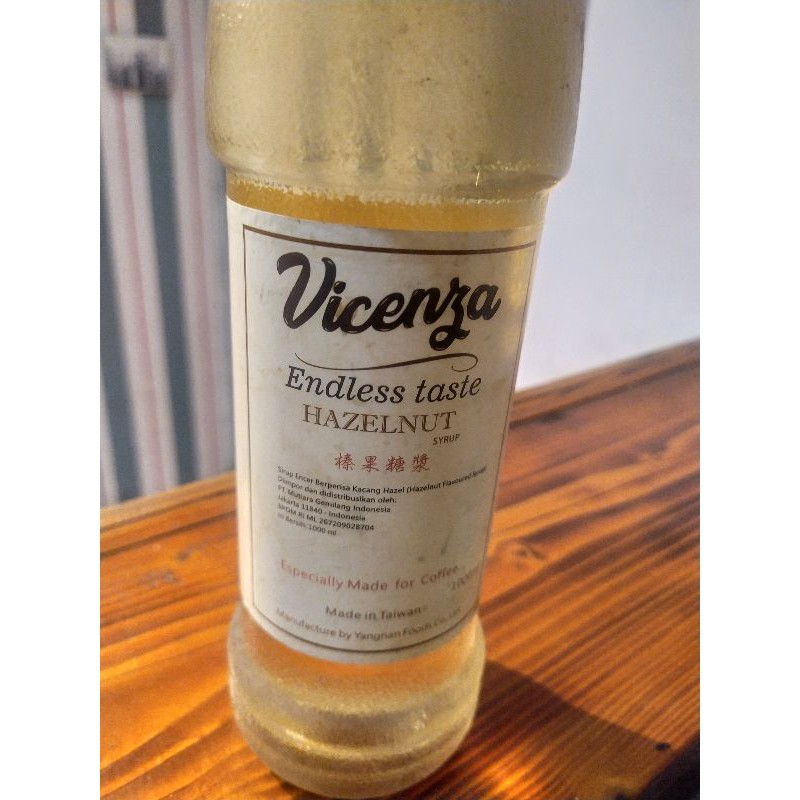 Vicenza
Endless taste
HAZELNUT
SYRUP
榛果糖漿
Sirup Encer Berperisa Kacang Hazel (Hazelnut Flavoured Syrup)
Diimpor dan didistribusikan oleh:
PT. Mutiara Gemilang Indonesia
Jakarta 11840 - Indonesia
BPOM RI ML 267209028704
Isi Bersih: 1000 ml
Especially Made for Coffee
1000ml
Made in Taiwan
Manufacture by Yangnan Foods Co., Ltd.